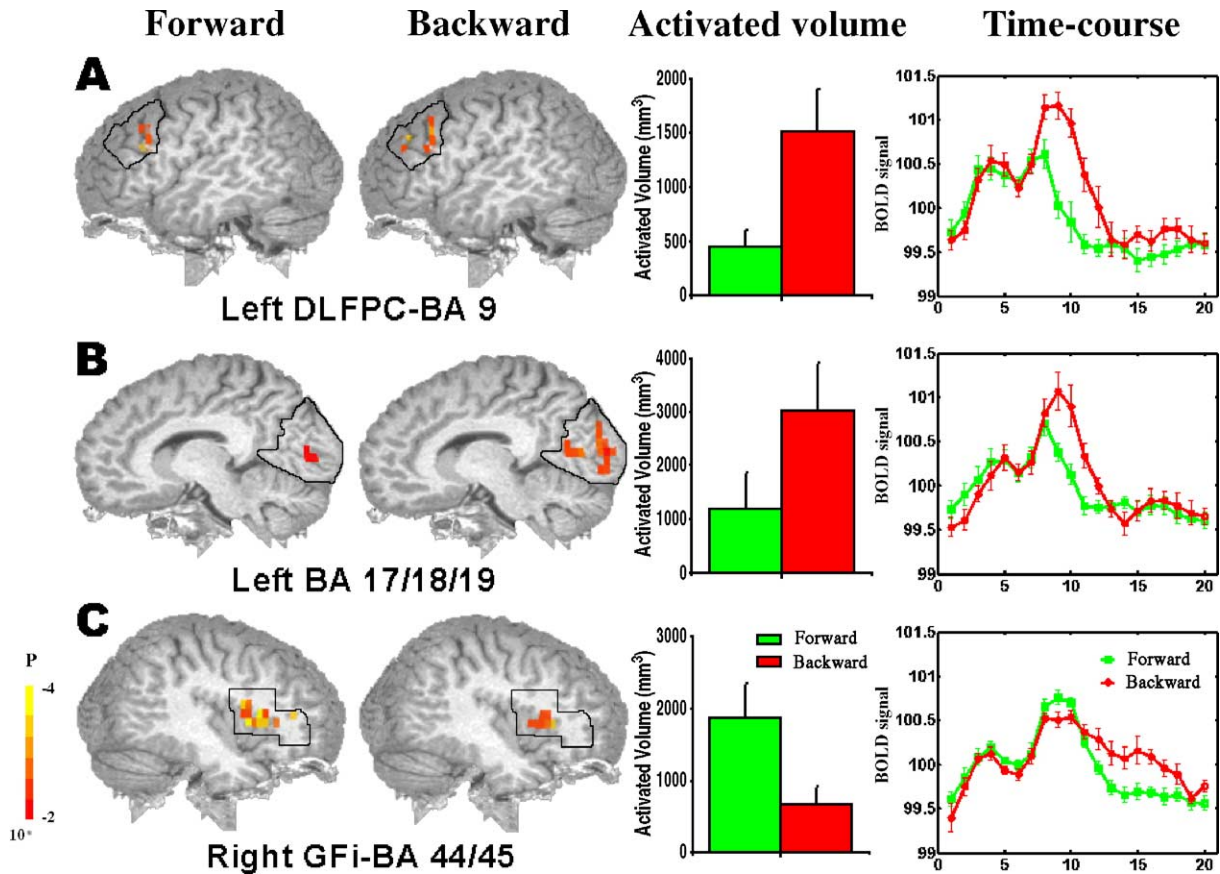 Forward Backward Activated volume Time-course
A
Activated Volume (mm³)
2000
1500
1000
500
0
BOLD signal
101.5
101
100.5
100
99.5
99
0 5 10 15 20
Left DLFPC-BA 9
B
Activated Volume (mm³)
4000
3000
2000
1000
0
BOLD signal
101.5
101
100.5
100
99.5
99
0 5 10 15 20
Left BA 17/18/19
C
P
-4
-2
10ˣ
Activated Volume (mm³)
3000
2000
1000
0
Forward
Backward
BOLD signal
101.5
101
100.5
100
99.5
99
0 5 10 15 20
Forward
Backward
Right GFi-BA 44/45